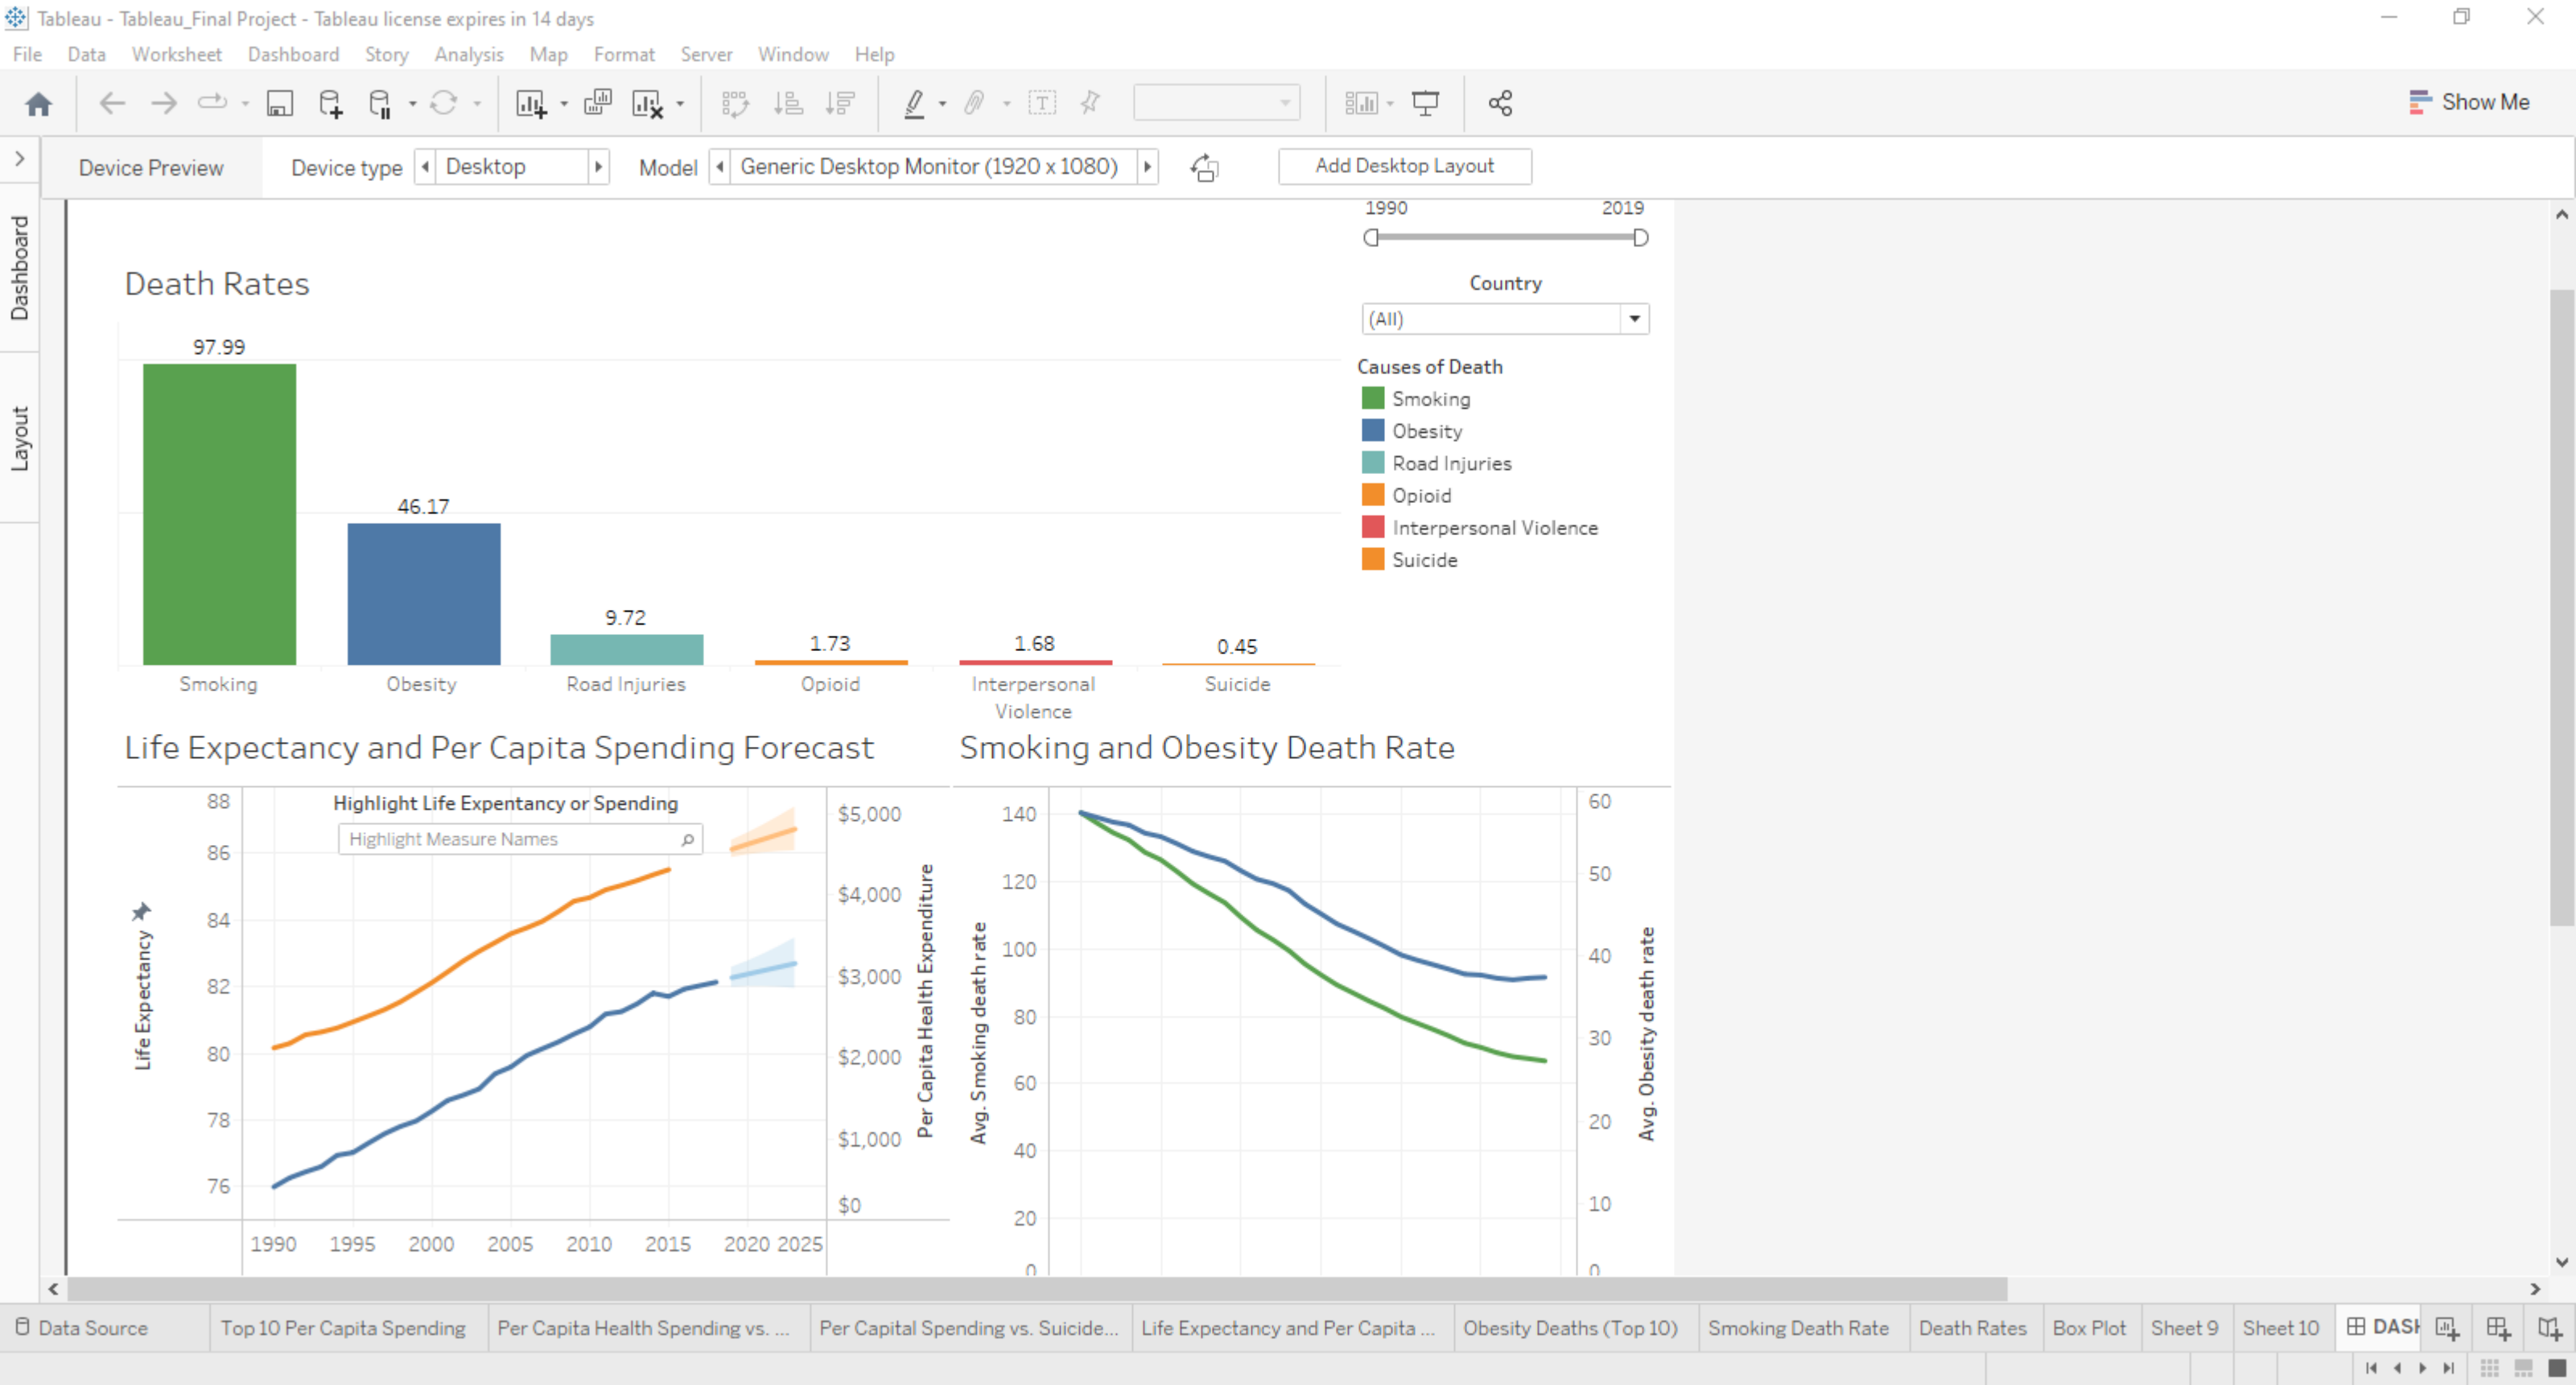 Tableau - Tableau_Final Project - Tableau license expires in 14 days
File Data Worksheet Dashboard Story Analysis Map Format Server Window Help
Show Me
Device Preview Device type Desktop Model Generic Desktop Monitor (1920 x 1080) Add Desktop Layout
Dashboard
Layout
1990 2019
Country
(All)
Causes of Death
Smoking
Obesity
Road Injuries
Opioid
Interpersonal Violence
Suicide
Death Rates
97.99
46.17
9.72
1.73
1.68
0.45
Smoking Obesity Road Injuries Opioid Interpersonal Suicide
Violence
Life Expectancy and Per Capita Spending Forecast
Highlight Life Expentancy or Spending
Highlight Measure Names
Life Expectancy
88
86
84
82
80
78
76
$5,000
$4,000
$3,000
$2,000
$1,000
$0
Per Capita Health Expenditure
1990 1995 2000 2005 2010 2015 2020 2025
Smoking and Obesity Death Rate
Avg. Smoking death rate
140
120
100
80
60
40
20
0
60
50
40
30
20
10
0
Avg. Obesity death rate
Data Source Top 10 Per Capita Spending Per Capita Health Spending vs. ... Per Capital Spending vs. Suicide... Life Expectancy and Per Capita ... Obesity Deaths (Top 10) Smoking Death Rate Death Rates Box Plot Sheet 9 Sheet 10